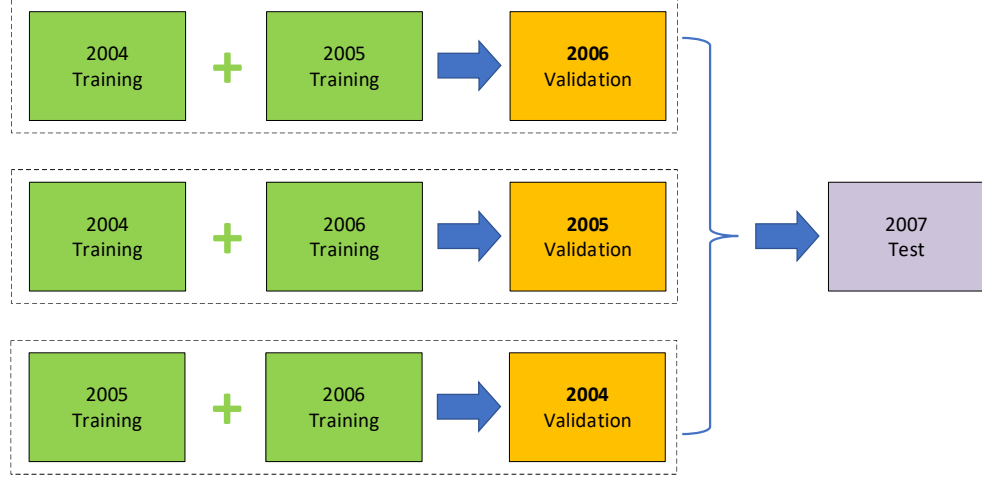 2004
Training
+
2005
Training
2006
Validation
2004
Training
+
2006
Training
2005
Validation
2007
Test
2005
Training
+
2006
Training
2004
Validation